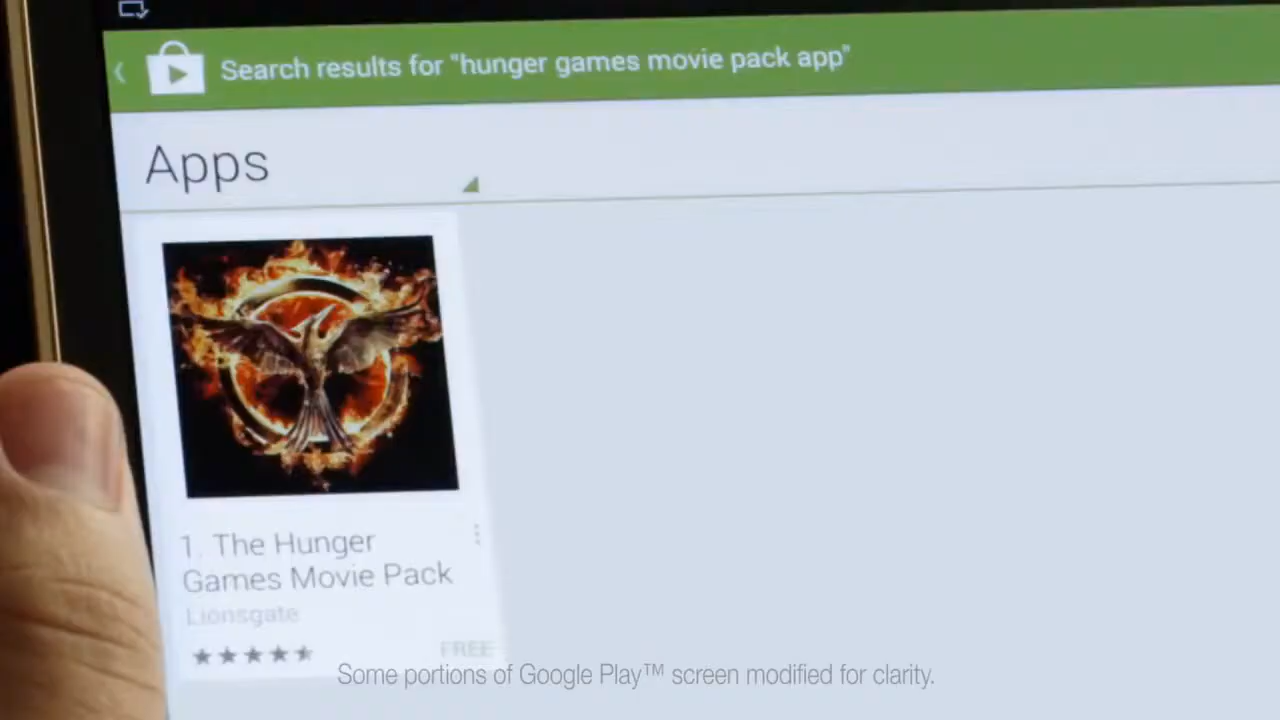 Search results for "hunger games movie pack app"
Apps
1. The Hunger
Games Movie Pack
Lionsgate
FREE
Some portions of Google Play™ screen modified for clarity.